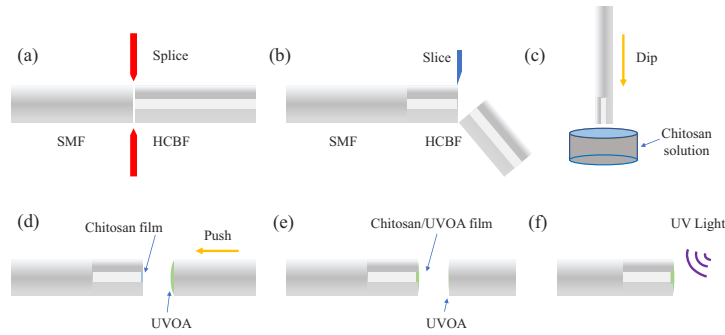 (a)
Splice
SMF
HCBF
(b)
Slice
SMF
HCBF
(c)
Dip
Chitosan
solution
(d)
Chitosan film
Push
UVOA
(e)
Chitosan/UVOA film
UVOA
(f)
UV Light